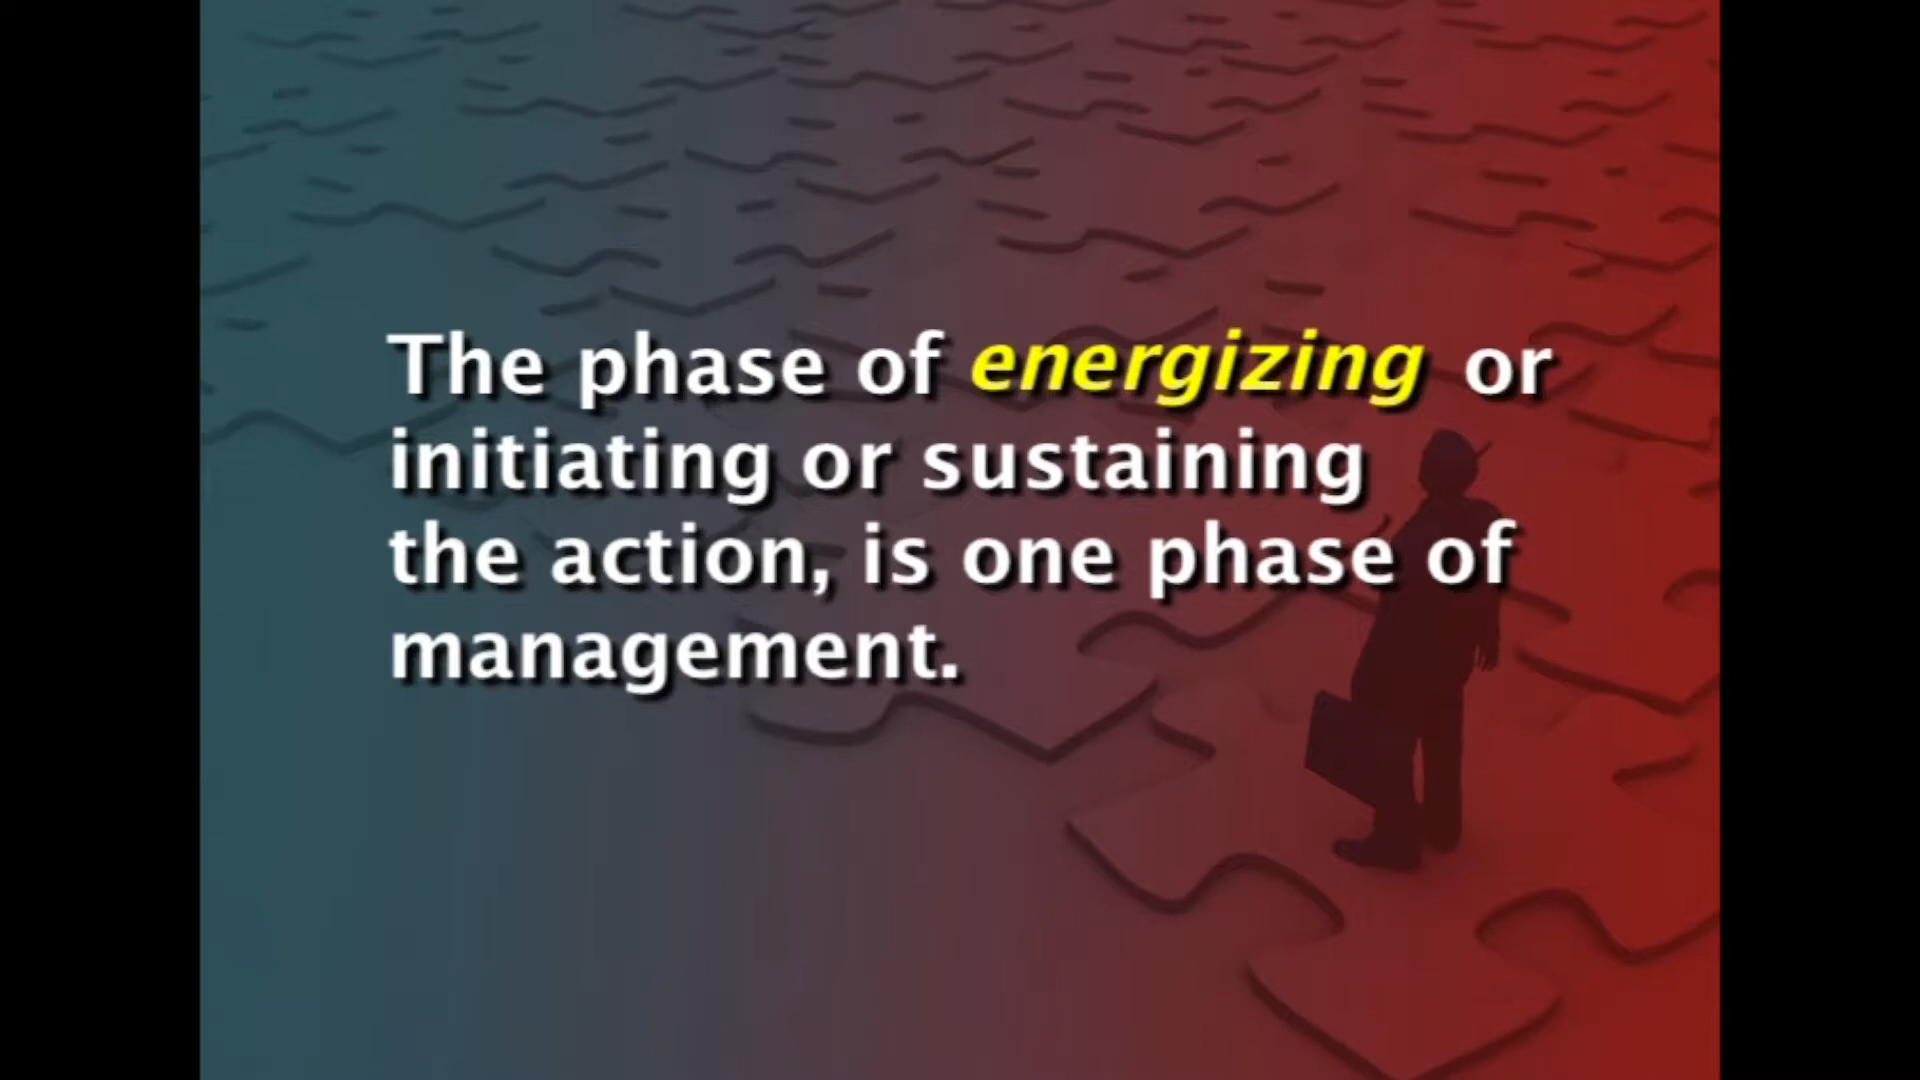 The phase of energizing or
initiating or sustaining
the action, is one phase of
management.